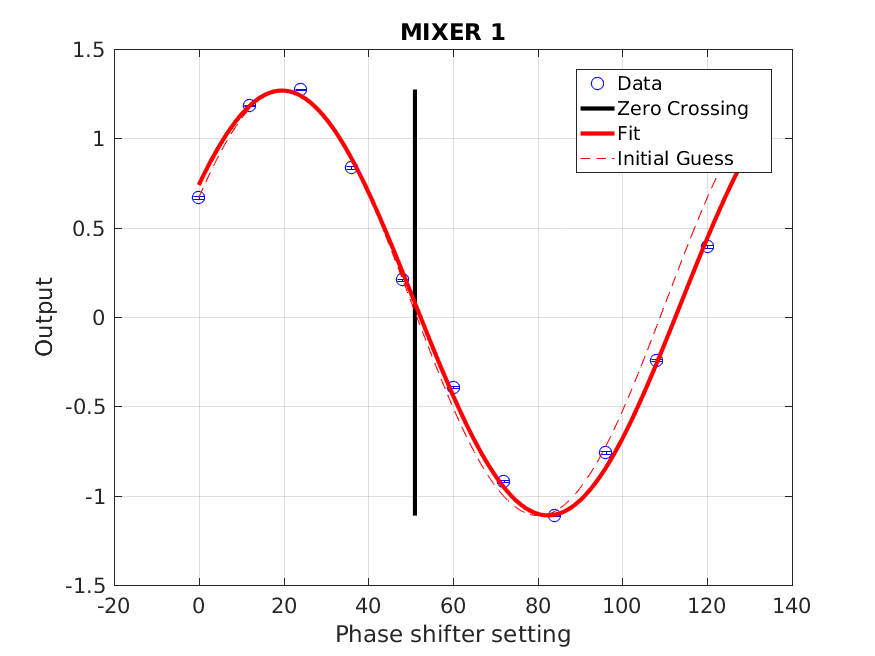 MIXER 1
1.5
1
0.5
0
-0.5
-1
-1.5
Output
Data
Zero Crossing
Fit
Initial Guess
-20 0 20 40 60 80 100 120 140
Phase shifter setting